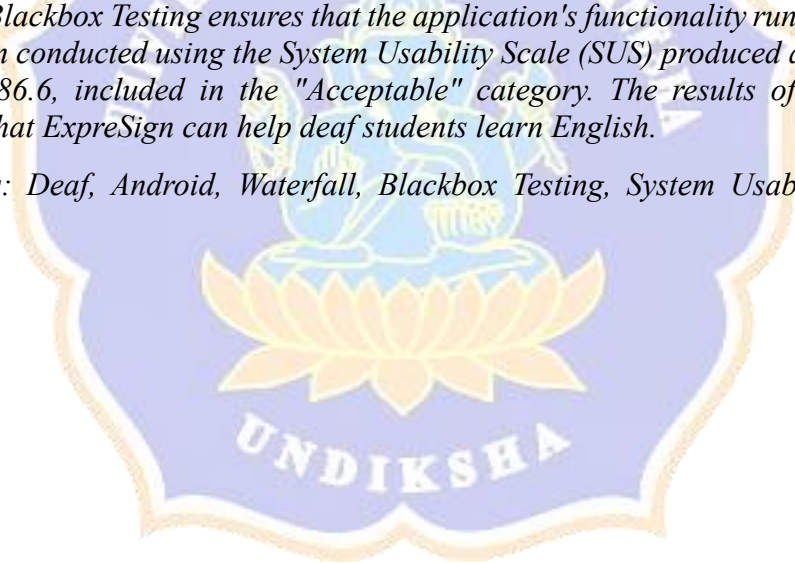 Blackbox Testing ensures that the application's functionality run
n conducted using the System Usability Scale (SUS) produced a
86.6, included in the "Acceptable" category. The results of
hat ExpreSign can help deaf students learn English.
: Deaf, Android, Waterfall, Blackbox Testing, System Usab
UNDIKSHA